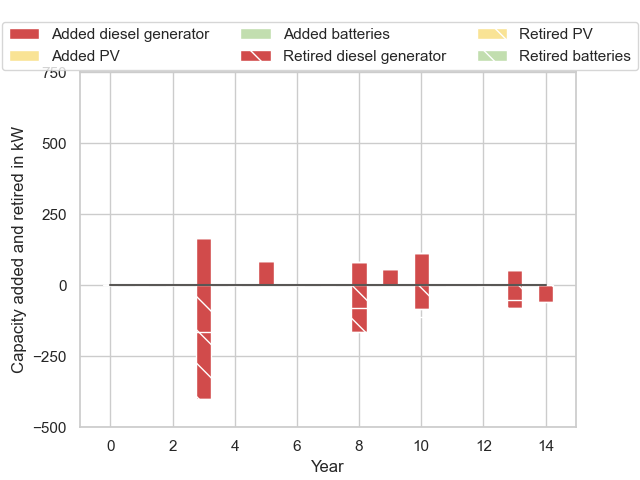 Added diesel generator
Added batteries
Retired PV
Added PV
Retired diesel generator
Retired batteries
Capacity added and retired in kW
750
500
250
0
−250
−500
0 2 4 6 8 10 12 14
Year